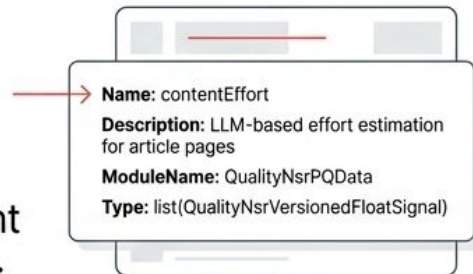 Name: contentEffort
Description: LLM-based effort estimation
for article pages
ModuleName: QualityNsrPQData
Type: list(QualityNsrVersionedFloatSignal)